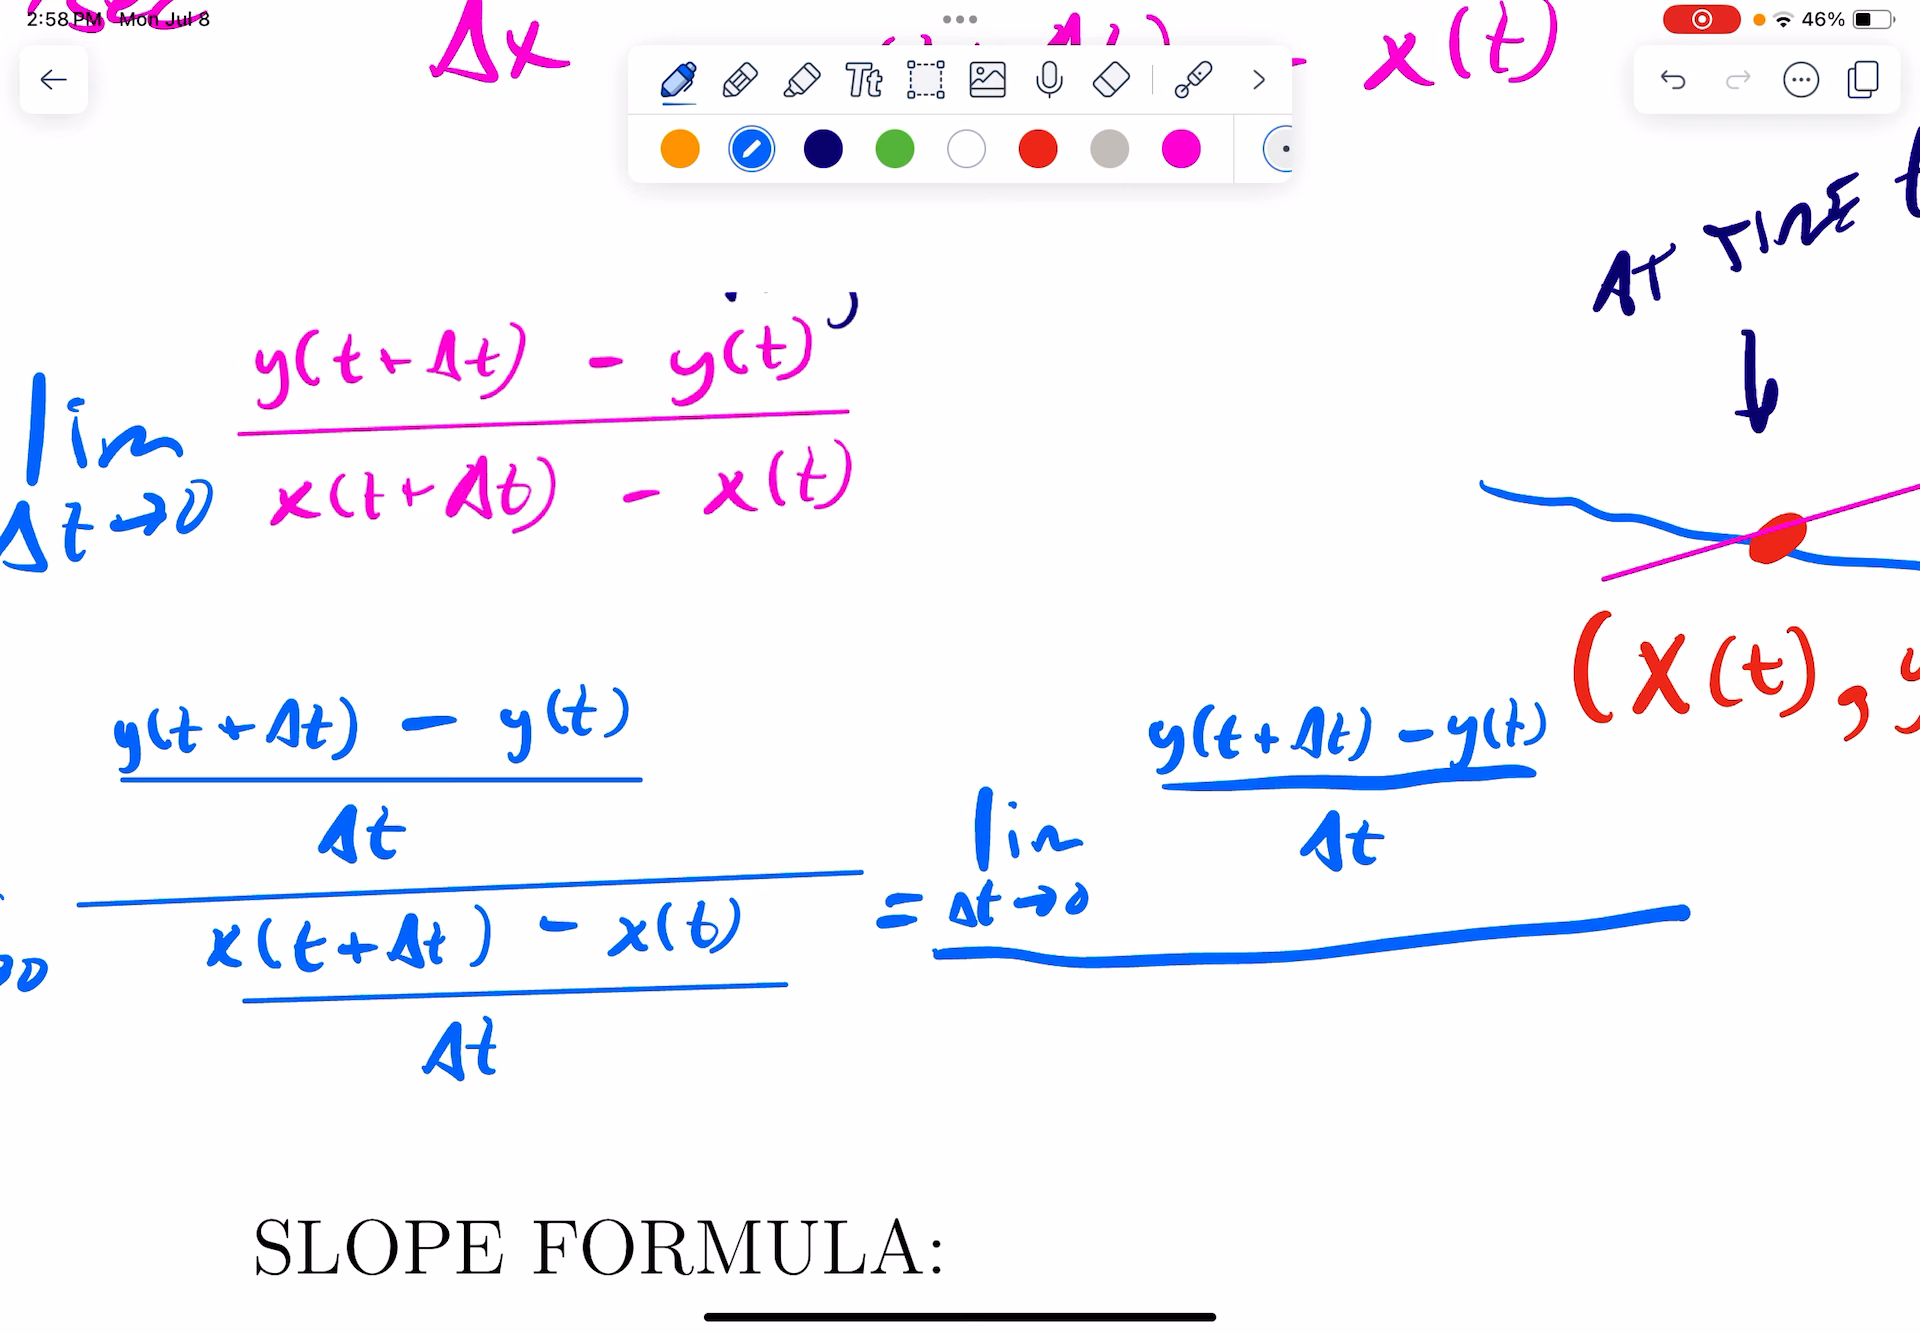 2:58 PM Mon Jul 8
46%
Δx
- x(t)
Tt
AT TIME t
lim Δt→0 y(t+Δt) - y(t)
x(t+Δt) - x(t)
(x(t), y
y(t+Δt) - y(t)
Δt
x(t+Δt) - x(t)
Δt
= lim Δt→0 y(t+Δt) - y(t)
Δt
SLOPE FORMULA: